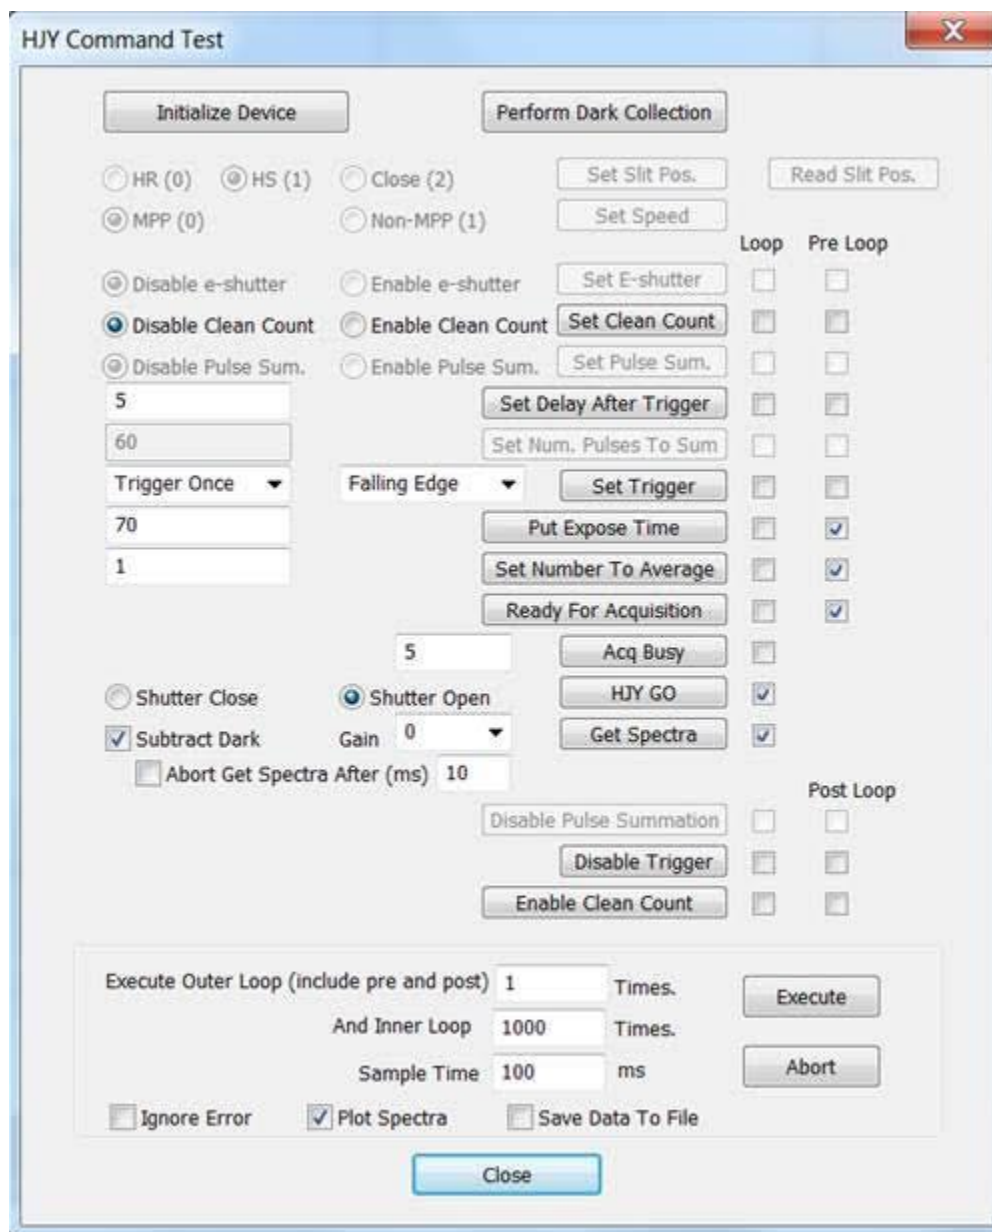 HJY Command Test
Initialize Device Perform Dark Collection
HR (0) HS (1) Close (2) Set Slit Pos. Read Slit Pos.
MPP (0) Non-MPP (1) Set Speed
Loop Pre Loop
Disable e-shutter Enable e-shutter Set E-shutter
Disable Clean Count Enable Clean Count Set Clean Count
Disable Pulse Sum. Enable Pulse Sum. Set Pulse Sum.
5 Set Delay After Trigger
60 Set Num. Pulses To Sum
Trigger Once Falling Edge Set Trigger
70 Put Expose Time
1 Set Number To Average
Ready For Acquisition
5 Acq Busy
Shutter Close Shutter Open HJY GO
Subtract Dark Gain 0 Get Spectra
Abort Get Spectra After (ms) 10
Post Loop
Disable Pulse Summation
Disable Trigger
Enable Clean Count
Execute Outer Loop (include pre and post) 1 Times. Execute
And Inner Loop 1000 Times.
Sample Time 100 ms Abort
Ignore Error Plot Spectra Save Data To File
Close